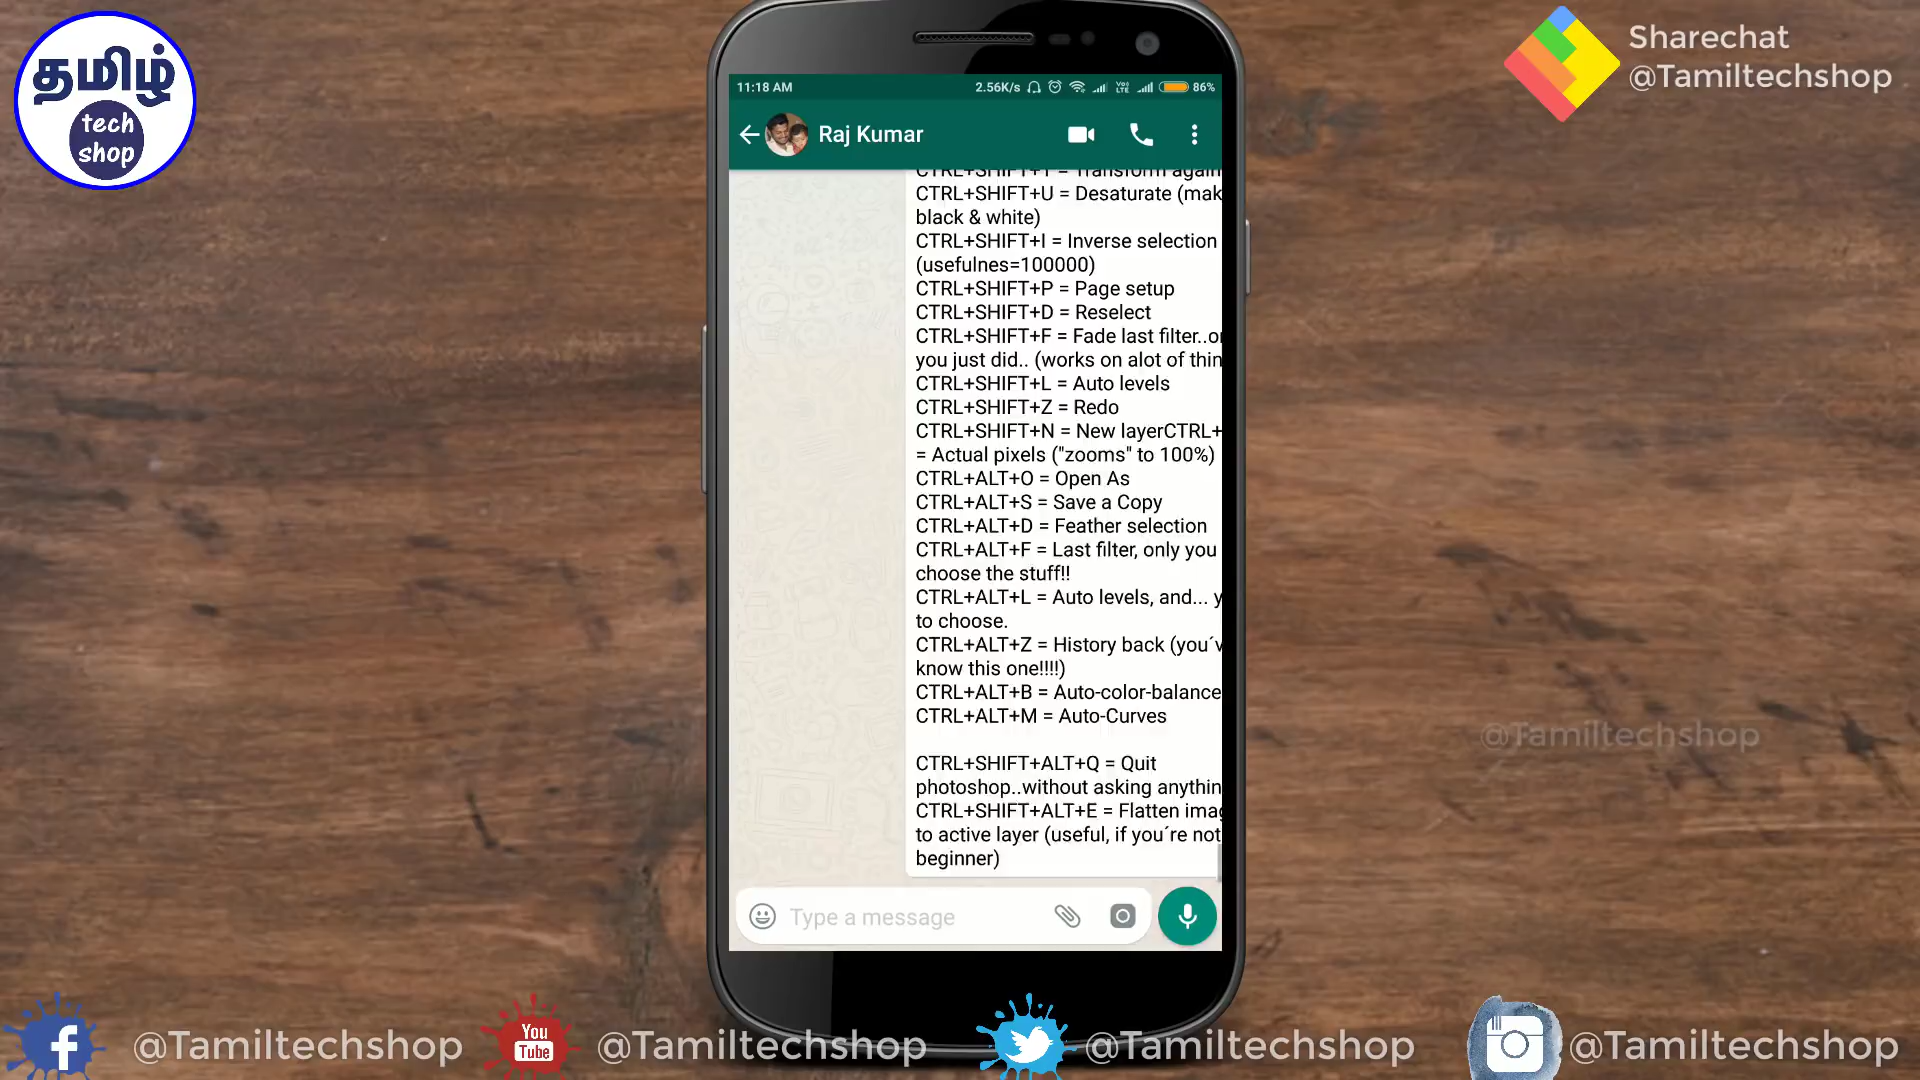 தமிழ்
tech
shop
Sharechat
@Tamiltechshop
11:18 AM
2.56K/s
86%
Raj Kumar
CTRL+SHIFT+T = Transform again
CTRL+SHIFT+U = Desaturate (mak
black & white)
CTRL+SHIFT+I = Inverse selection
(usefulnes=100000)
CTRL+SHIFT+P = Page setup
CTRL+SHIFT+D = Reselect
CTRL+SHIFT+F = Fade last filter..or
you just did.. (works on alot of thin
CTRL+SHIFT+L = Auto levels
CTRL+SHIFT+Z = Redo
CTRL+SHIFT+N = New layerCTRL+
= Actual pixels ("zooms" to 100%)
CTRL+ALT+O = Open As
CTRL+ALT+S = Save a Copy
CTRL+ALT+D = Feather selection
CTRL+ALT+F = Last filter, only you
choose the stuff!!
CTRL+ALT+L = Auto levels, and... y
to choose.
CTRL+ALT+Z = History back (you´v
know this one!!!!)
CTRL+ALT+B = Auto-color-balance
CTRL+ALT+M = Auto-Curves
CTRL+SHIFT+ALT+Q = Quit
photoshop..without asking anythin
CTRL+SHIFT+ALT+E = Flatten imag
to active layer (useful, if you´re not
beginner)
Type a message
@Tamiltechshop
@Tamiltechshop
You
Tube
@Tamiltechshop
@Tamiltechshop
@Tamiltechshop